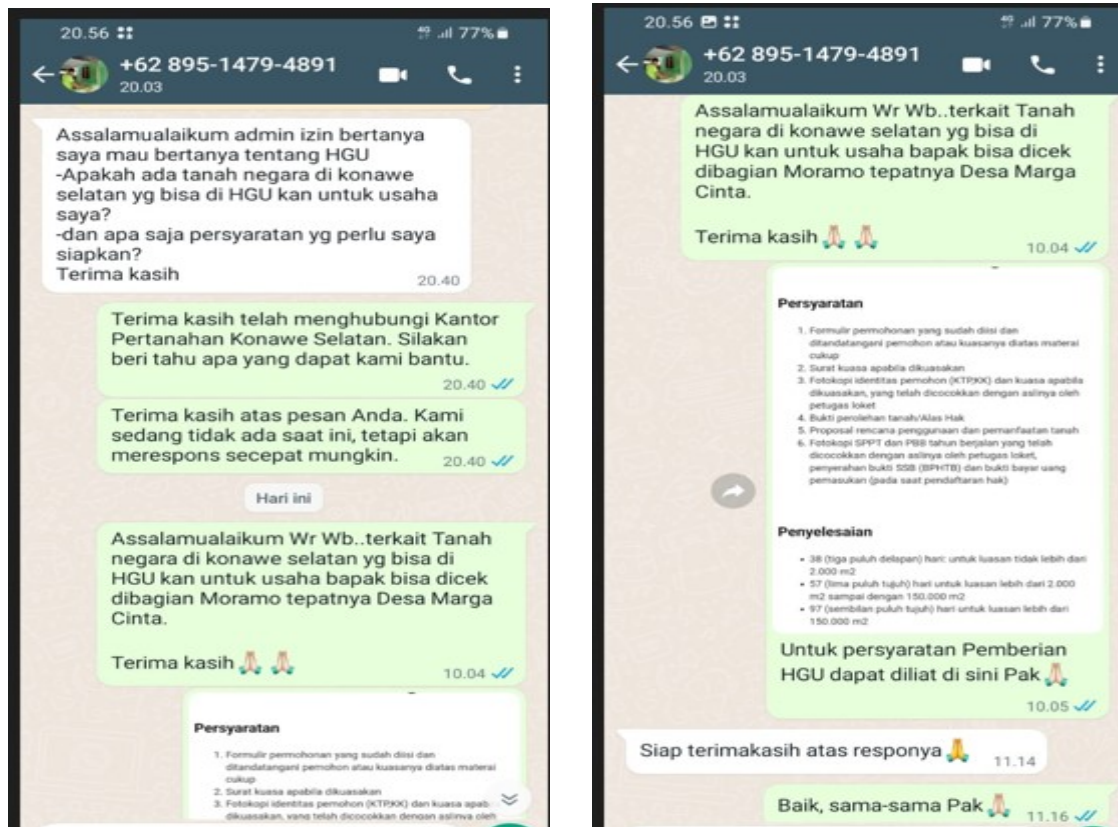 20.56
77%
+62 895-1479-4891
20.03
Assalamualaikum admin izin bertanya
saya mau bertanya tentang HGU
-Apakah ada tanah negara di konawe
selatan yg bisa di HGU kan untuk usaha
saya?
-dan apa saja persyaratan yg perlu saya
siapkan?
Terima kasih
20.40
Terima kasih telah menghubungi Kantor
Pertanahan Konawe Selatan. Silakan
beri tahu apa yang dapat kami bantu.
20.40
Terima kasih atas pesan Anda. Kami
sedang tidak ada saat ini, tetapi akan
merespons secepat mungkin.
20.40
Hari ini
Assalamualaikum Wr Wb..terkait Tanah
negara di konawe selatan yg bisa di
HGU kan untuk usaha bapak bisa dicek
dibagian Moramo tepatnya Desa Marga
Cinta.
Terima kasih🙏🏻 🙏🏻
10.04
Persyaratan
1. Formulir permohonan yang sudah diisi dan
ditandatangani pemohon atau kuasanya diatas materai
cukup
2. Surat kuasa apabila dikuasakan
3. Fotokopi identitas pemohon (KTP,KK) dan kuasa apab
dikuasakan, yang telah dicocokkan dengan aslinya oleh
20.56
77%
+62 895-1479-4891
20.03
Assalamualaikum Wr Wb..terkait Tanah
negara di konawe selatan yg bisa di
HGU kan untuk usaha bapak bisa dicek
dibagian Moramo tepatnya Desa Marga
Cinta.
Terima kasih🙏🏻 🙏🏻
10.04
Persyaratan
1. Formulir permohonan yang sudah diisi dan
ditandatangani pemohon atau kuasanya diatas materai
cukup
2. Surat kuasa apabila dikuasakan
3. Fotokopi identitas pemohon (KTP,KK) dan kuasa apabila
dikuasakan, yang telah dicocokkan dengan aslinya oleh
petugas loket
4. Bukti perolehan tanah/Alas Hak
5. Proposal rencana penggunaan dan pemanfaatan tanah
6. Fotokopi SPPT dan PBB tahun berjalan yang telah
dicocokkan dengan aslinya oleh petugas loket,
penyerahan bukti SSB (BPHTB) dan bukti bayar uang
pemasukan (pada saat pendaftaran hak)
Penyelesaian
• 38 (tiga puluh delapan) hari: untuk luasan tidak lebih dari
2.000 m2
• 57 (lima puluh tujuh) hari untuk luasan lebih dari 2.000
m2 sampai dengan 150.000 m2
• 97 (sembilan puluh tujuh) hari untuk luasan lebih dari
150.000 m2
Untuk persyaratan Pemberian
HGU dapat diliat di sini Pak🙏🏻
10.05
Siap terimakasih atas responya🙏
11.14
Baik, sama-sama Pak🙏🏻
11.16